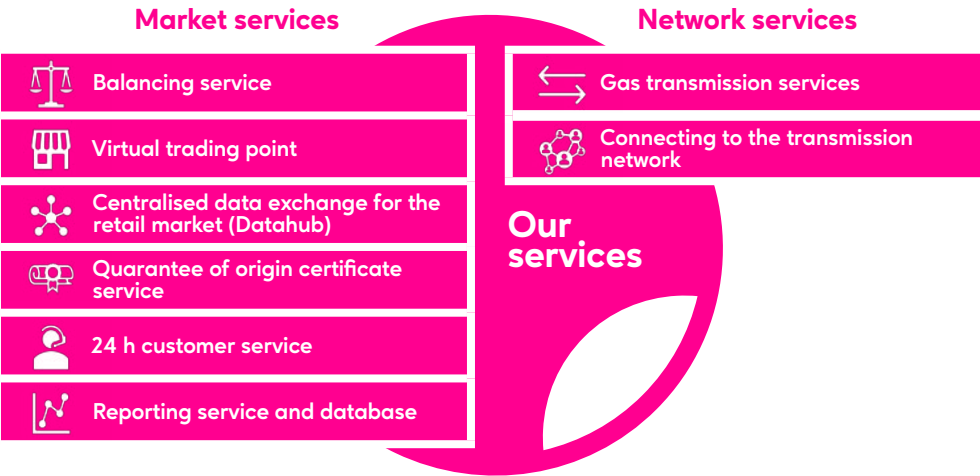 Market services
Balancing service
Virtual trading point
Centralised data exchange for the
retail market (Datahub)
Quarantee of origin certificate
service
24 h customer service
Reporting service and database
Network services
Gas transmission services
Connecting to the transmission
network
Our
services